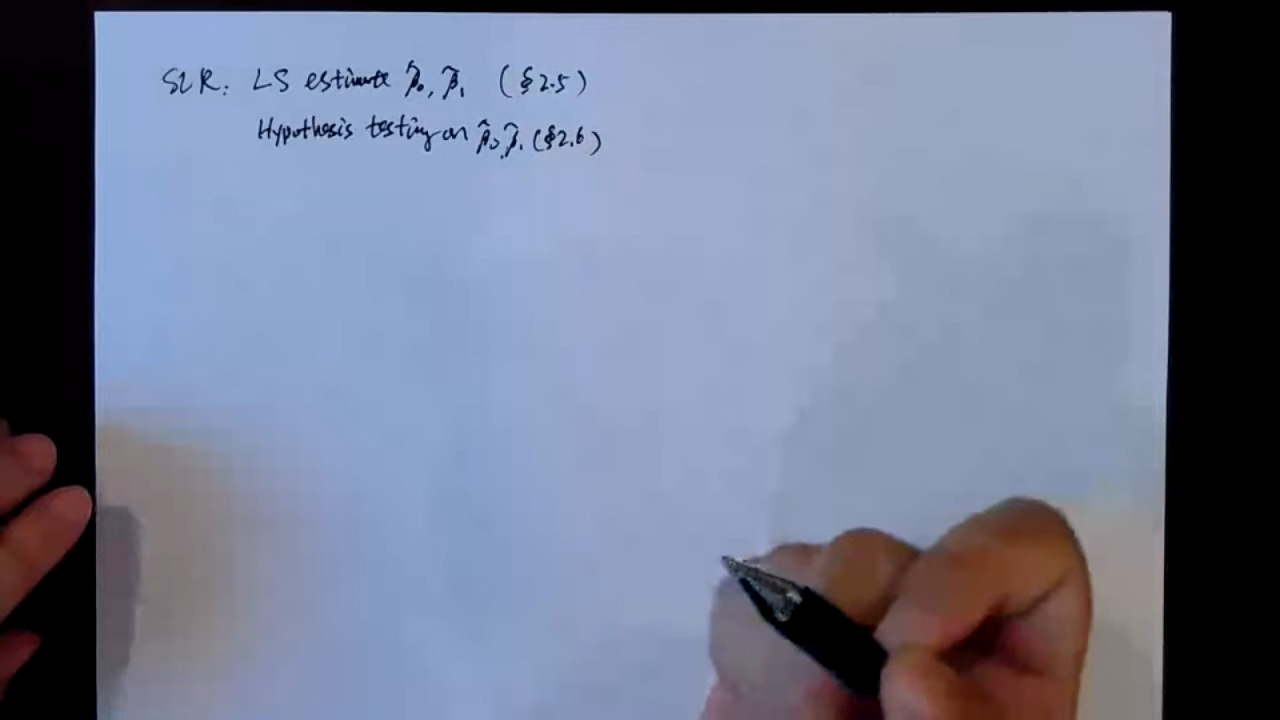 SLR: LS estimate β̂₀, β̂₁ (§2.5)
Hypothesis testing on β̂₀, β̂₁ (§2.6)